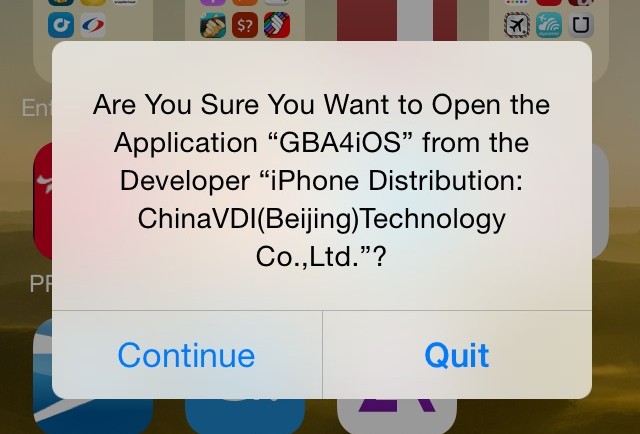 Ent
Are You Sure You Want to Open the
Application “GBA4iOS” from the
Developer “iPhone Distribution:
ChinaVDI(Beijing)Technology
Co.,Ltd.”?
Continue
Quit
$?